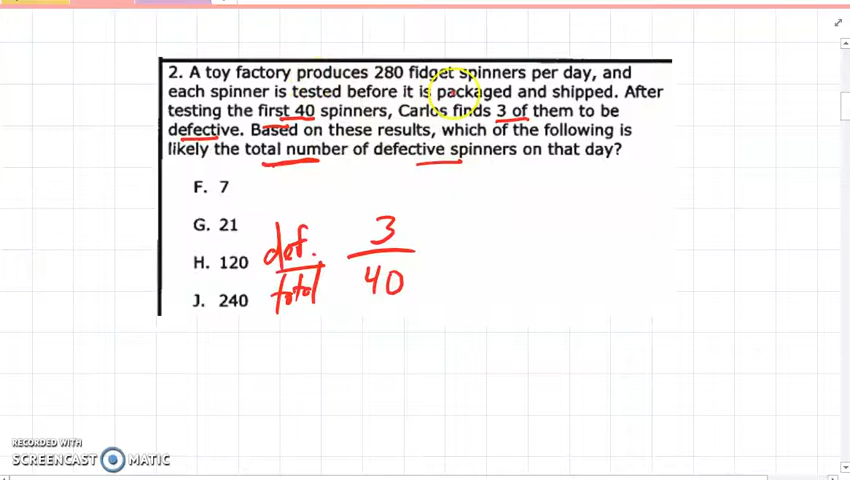 2. A toy factory produces 280 fidget spinners per day, and
each spinner is tested before it is packaged and shipped. After
testing the first 40 spinners, Carlos finds 3 of them to be
defective. Based on these results, which of the following is
likely the total number of defective spinners on that day?
F. 7
G. 21
H. 120
J. 240
def.
total
3
40
RECORDED WITH
SCREENCAST MATIC